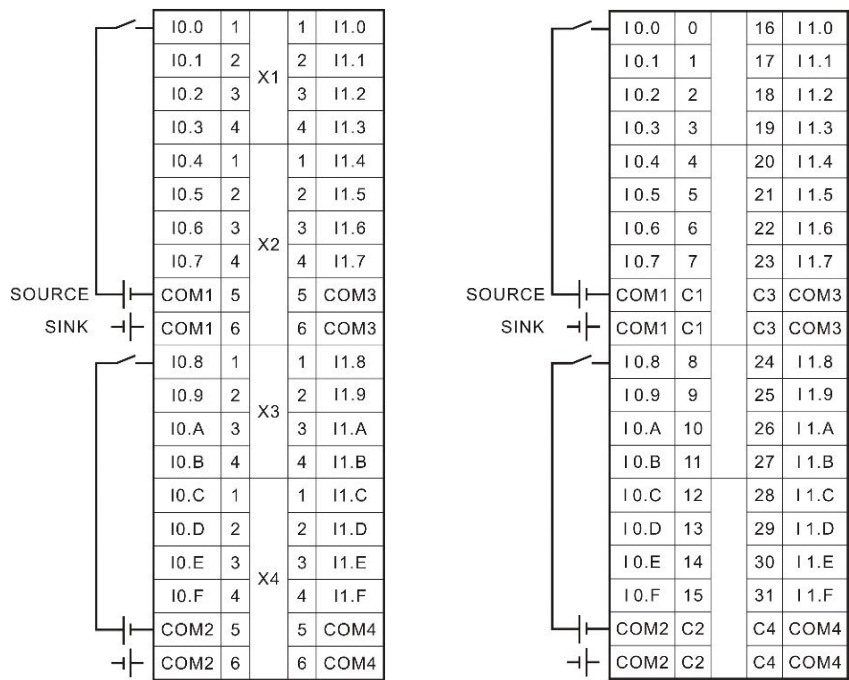 I0.0 1 1 I1.0
I0.1 2 2 I1.1
X1
I0.2 3 3 I1.2
I0.3 4 4 I1.3
I0.4 1 1 I1.4
I0.5 2 2 I1.5
I0.6 3 3 I1.6
X2
I0.7 4 4 I1.7
SOURCE COM1 5 5 COM3
SINK COM1 6 6 COM3
I0.8 1 1 I1.8
I0.9 2 2 I1.9
X3
I0.A 3 3 I1.A
I0.B 4 4 I1.B
I0.C 1 1 I1.C
I0.D 2 2 I1.D
I0.E 3 3 I1.E
X4
I0.F 4 4 I1.F
COM2 5 5 COM4
COM2 6 6 COM4
I0.0 0 16 I1.0
I0.1 1 17 I1.1
I0.2 2 18 I1.2
I0.3 3 19 I1.3
I0.4 4 20 I1.4
I0.5 5 21 I1.5
I0.6 6 22 I1.6
I0.7 7 23 I1.7
SOURCE COM1 C1 C3 COM3
SINK COM1 C1 C3 COM3
I0.8 8 24 I1.8
I0.9 9 25 I1.9
I0.A 10 26 I1.A
I0.B 11 27 I1.B
I0.C 12 28 I1.C
I0.D 13 29 I1.D
I0.E 14 30 I1.E
I0.F 15 31 I1.F
COM2 C2 C4 COM4
COM2 C2 C4 COM4